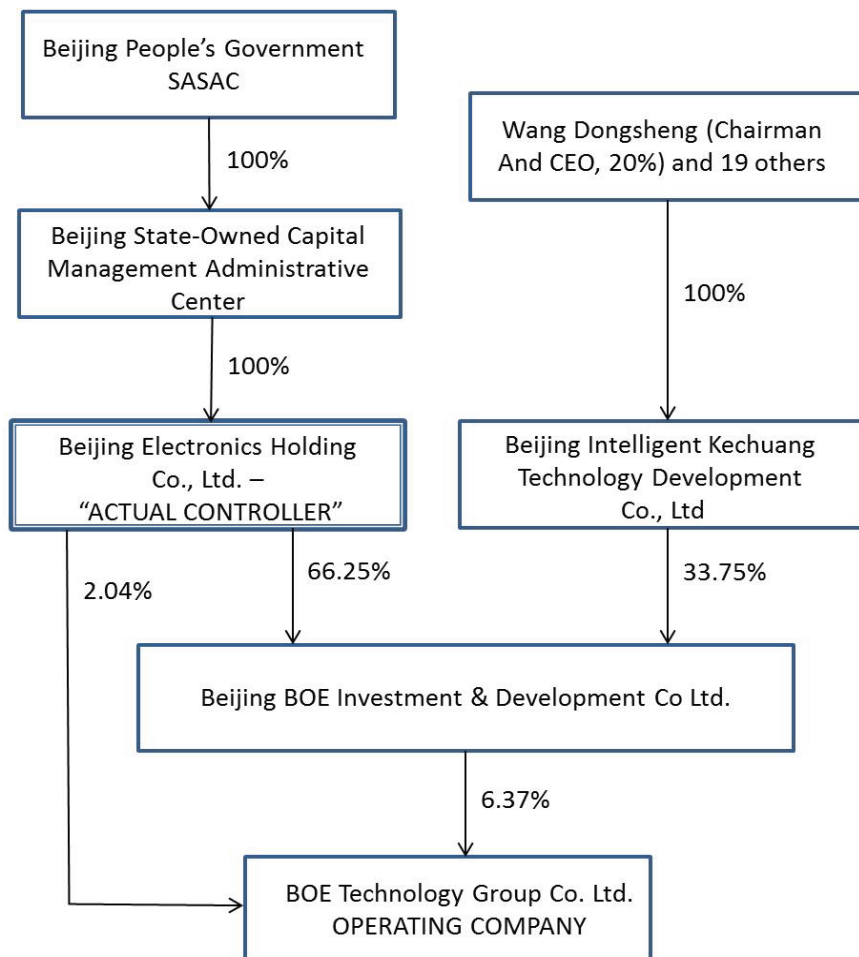 Beijing People’s Government
SASAC
Wang Dongsheng (Chairman
And CEO, 20%) and 19 others
100%
Beijing State-Owned Capital
Management Administrative
Center
100%
100%
Beijing Electronics Holding
Co., Ltd. –
“ACTUAL CONTROLLER”
Beijing Intelligent Kechuang
Technology Development
Co., Ltd
2.04%
66.25%
33.75%
Beijing BOE Investment & Development Co Ltd.
6.37%
BOE Technology Group Co. Ltd.
OPERATING COMPANY